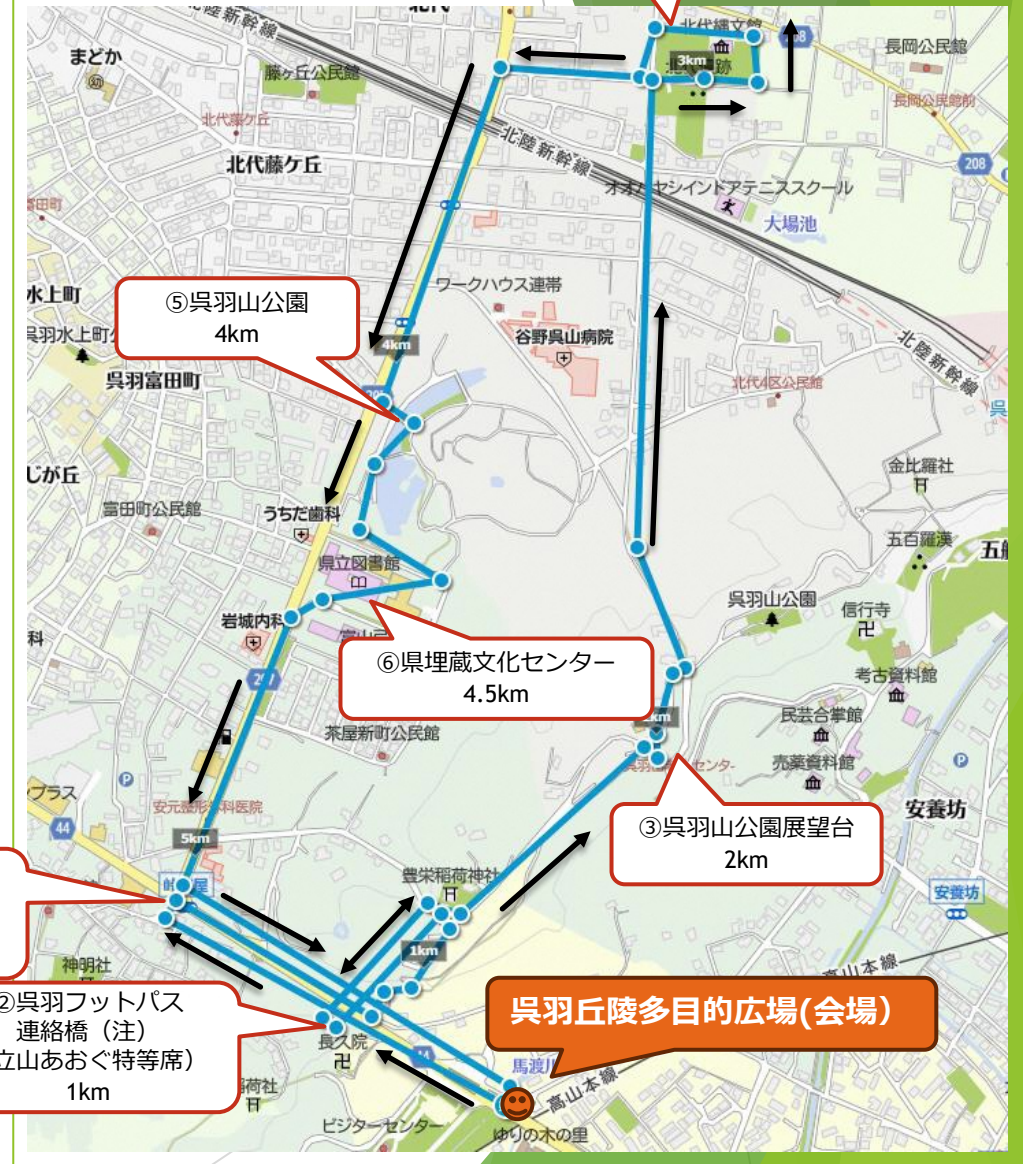 北代
北陸新幹線
まどか
藤ヶ丘公民館
北代縄文館
3km
208
長岡公民館
長岡公民館前
北代藤ケ丘
北代藤ケ丘
北陸新幹線
208
オオバヤシインドアテニススクール
大場池
水上町
ワークハウス連帯
⑤呉羽山公園
4km
呉羽水上町
4km
谷野呉山病院
北陸新幹線
呉羽富田町
北代4区公民館
金比羅社
じが丘
富田町公民館
うちだ歯科
五百羅漢
県立図書館
呉羽山公園
信行寺
岩城内科
科
⑥県埋蔵文化センター
4.5km
考古資料館
民芸合掌館
茶屋新町公民館
売薬資料館
プラス
安元整形外科医院
安養坊
44
5km
③呉羽山公園展望台
2km
豊栄稲荷神社
安養坊
1km
神明社
高山本線
②呉羽フットパス
連絡橋（注）
立山あおぐ特等席）
1km
呉羽丘陵多目的広場(会場）
長久院
44
馬渡川
高山本線
稲荷社
ビジターセンター
ゆりの木の里